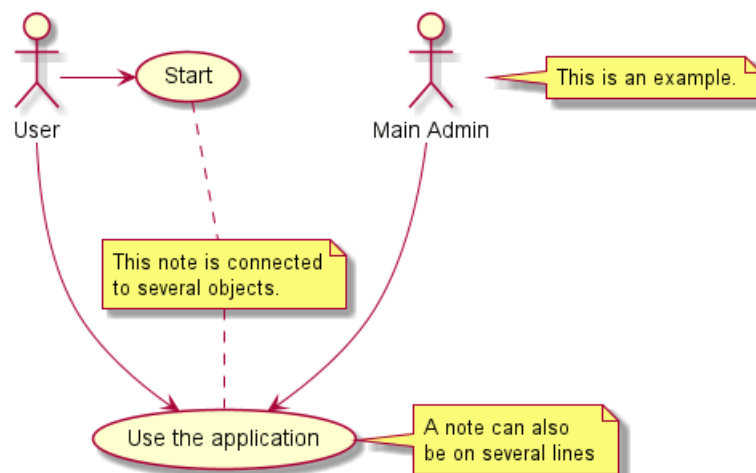 Start
This is an example.
User
Main Admin
This note is connected
to several objects.
Use the application
A note can also
be on several lines